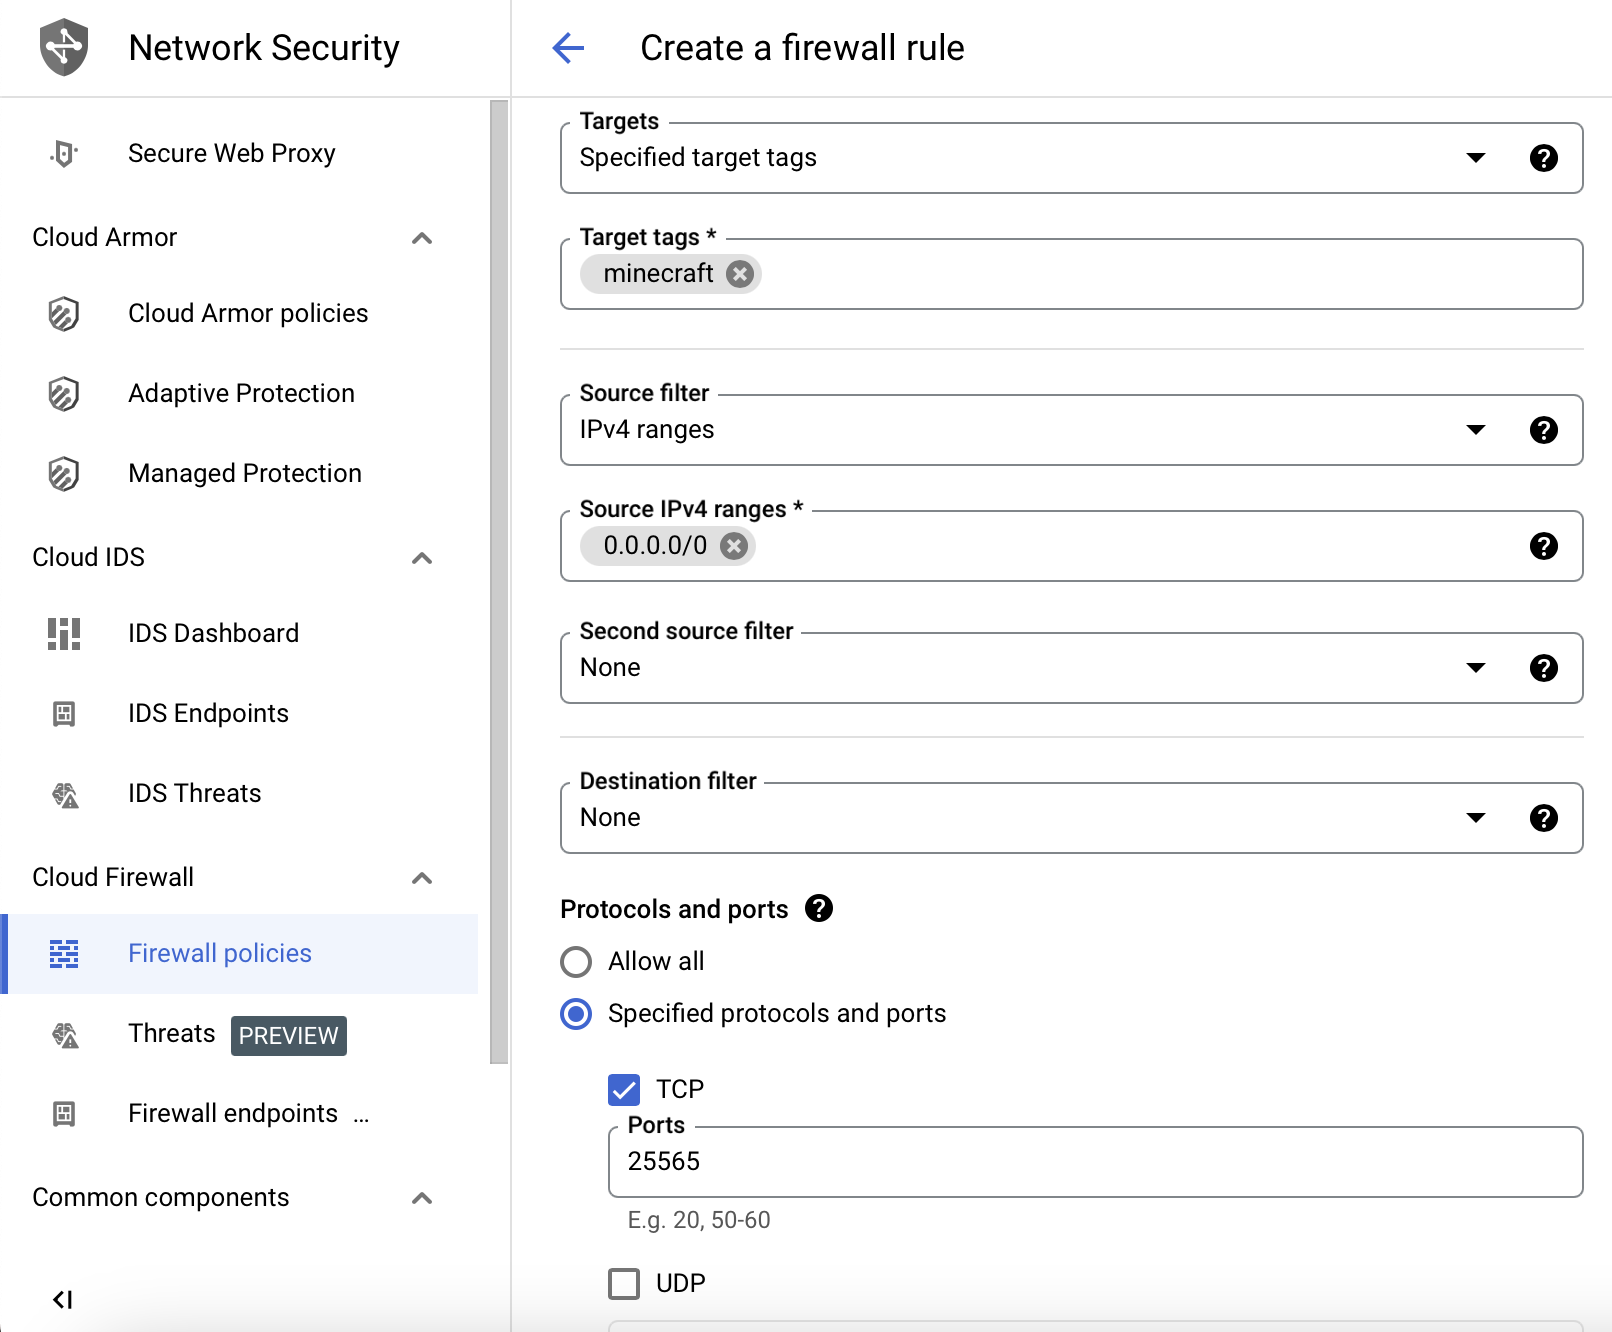 Network Security
Secure Web Proxy
Cloud Armor
Cloud Armor policies
Adaptive Protection
Managed Protection
Cloud IDS
IDS Dashboard
IDS Endpoints
IDS Threats
Cloud Firewall
Firewall policies
Threats PREVIEW
Firewall endpoints ...
Common components
Create a firewall rule
Targets
Specified target tags
Target tags *
minecraft
Source filter
IPv4 ranges
Source IPv4 ranges *
0.0.0.0/0
Second source filter
None
Destination filter
None
Protocols and ports
Allow all
Specified protocols and ports
TCP
Ports
25565
E.g. 20, 50-60
UDP